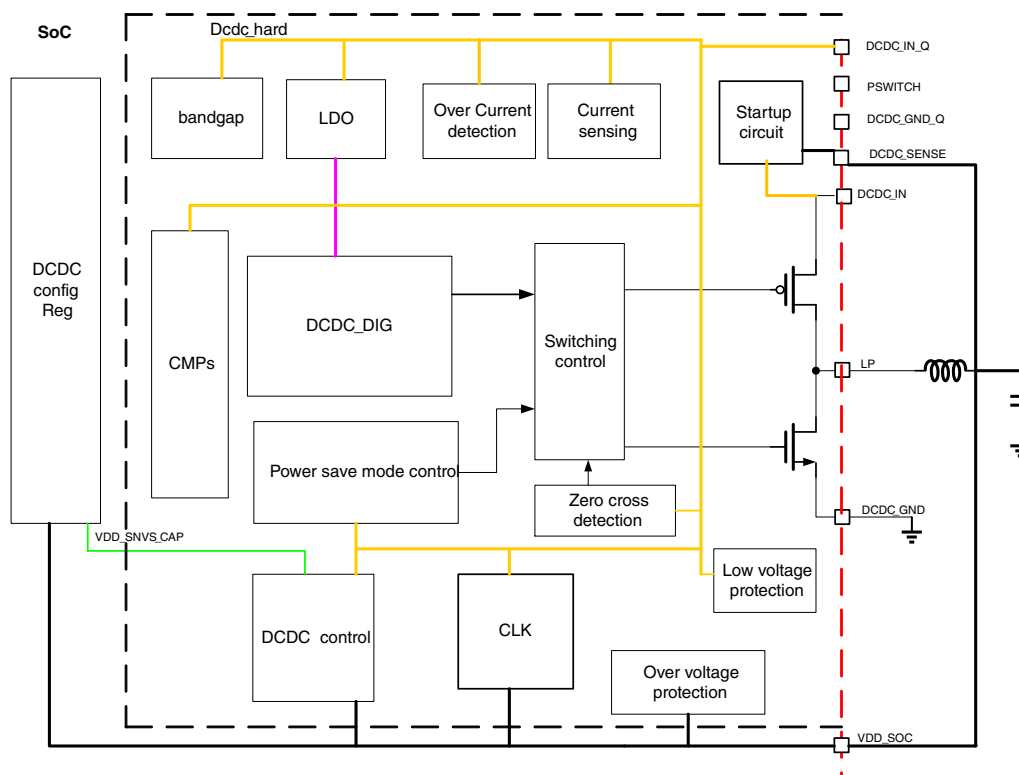 SoC
Dcdc_hard
DCDC_IN_Q
PSWITCH
DCDC_GND_Q
DCDC_SENSE
DCDC_IN
bandgap
LDO
Over Current
detection
Current
sensing
Startup
circuit
DCDC
config
Reg
CMPs
DCDC_DIG
Switching
control
LP
Power save mode control
Zero cross
detection
DCDC_GND
VDD_SNVS_CAP
Low voltage
protection
DCDC control
CLK
Over voltage
protection
VDD_SOC